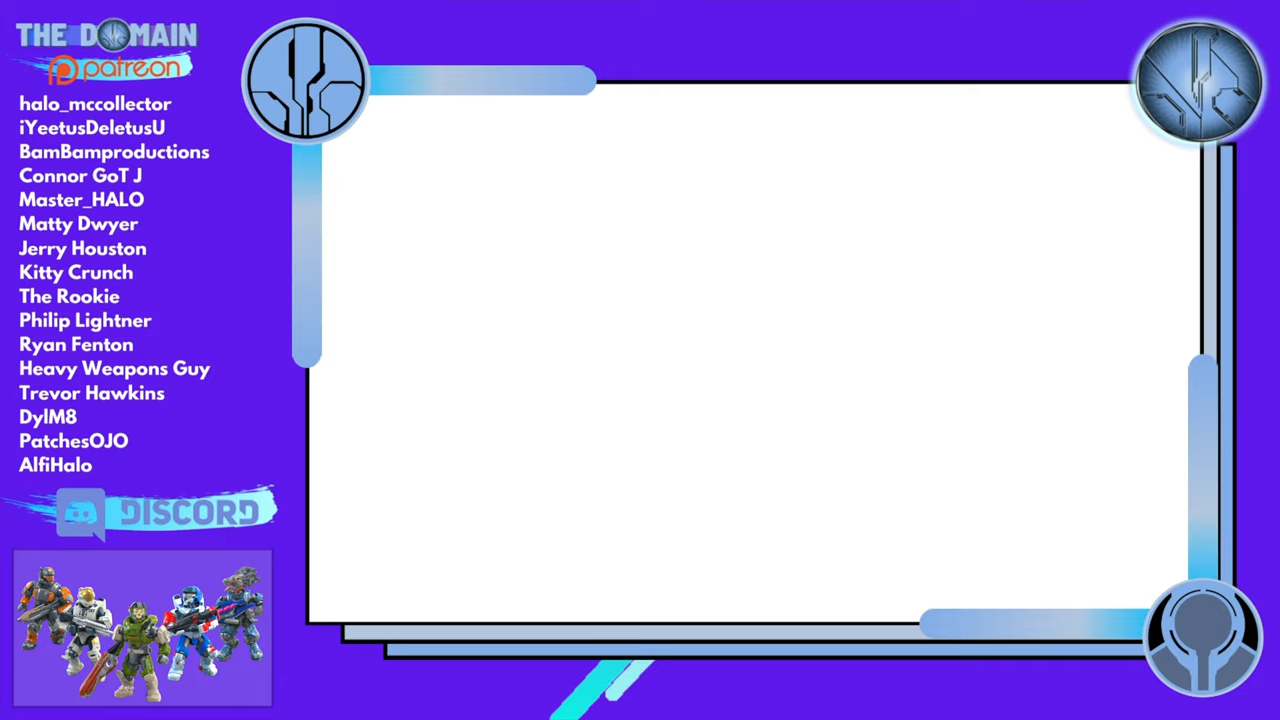 THE DOMAIN
patreon
halo_mccollector
iYeetusDeletusU
BamBamproductions
Connor GoT J
Master_HALO
Matty Dwyer
Jerry Houston
Kitty Crunch
The Rookie
Philip Lightner
Ryan Fenton
Heavy Weapons Guy
Trevor Hawkins
DylM8
PatchesOJO
AlfiHalo
DISCORD